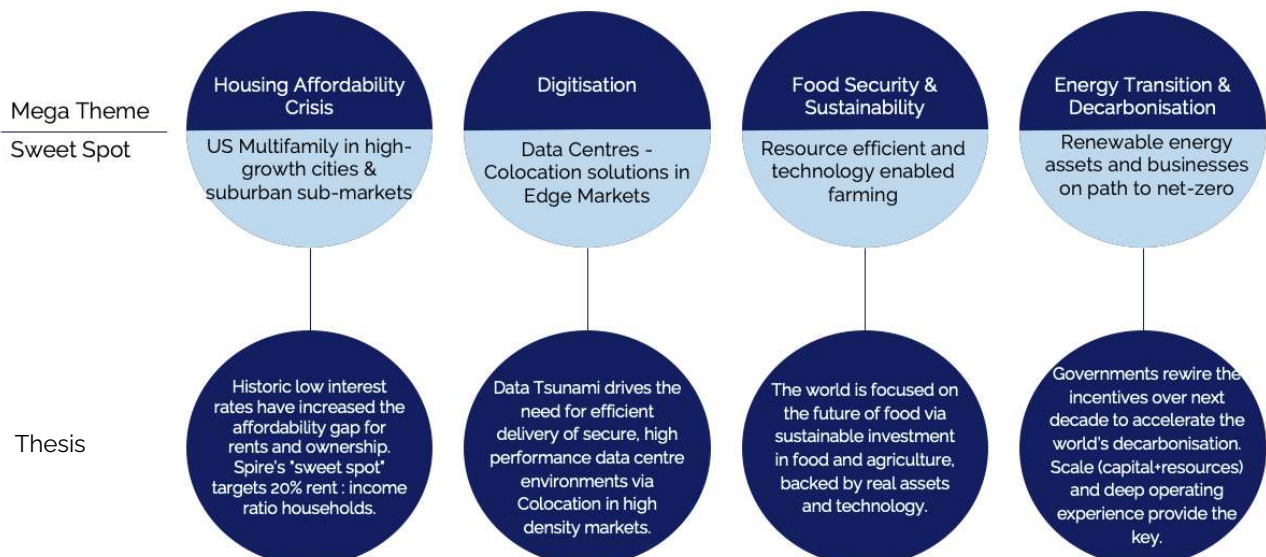 Mega Theme
Sweet Spot
Housing Affordability
Crisis
US Multifamily in high-
growth cities &
suburban sub-markets
Digitisation
Data Centres -
Colocation solutions in
Edge Markets
Food Security &
Sustainability
Resource efficient and
technology enabled
farming
Energy Transition &
Decarbonisation
Renewable energy
assets and businesses
on path to net-zero
Thesis
Historic low interest
rates have increased the
affordability gap for
rents and ownership.
Spire's "sweet spot"
targets 20% rent : income
ratio households.
Data Tsunami drives the
need for efficient
delivery of secure, high
performance data centre
environments via
Colocation in high
density markets.
The world is focused on
the future of food via
sustainable investment
in food and agriculture,
backed by real assets
and technology.
Governments rewire the
incentives over next
decade to accelerate the
world's decarbonisation.
Scale (capital+resources)
and deep operating
experience provide the
key.